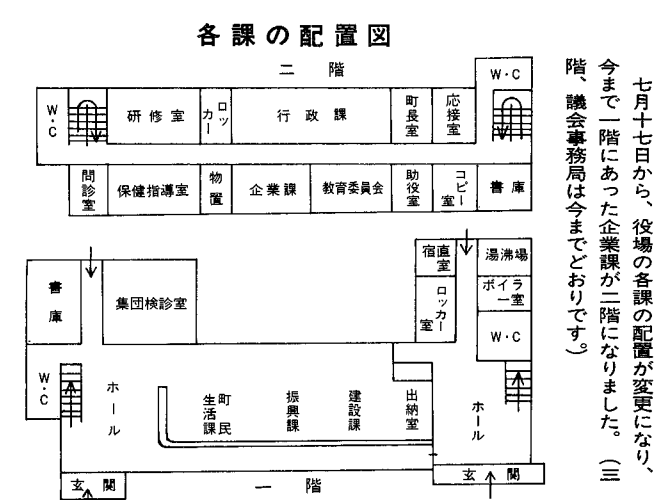 各課の配置図
七月十七日から、役場の各課の配置が変更になり、
今まで一階にあった企業課が二階になりました。(三
階、議会事務局は今までどおりです。)
二階
W・C
W・C
研修室
ロッカー
行政課
町長室
応接室
問診室
保健指導室
物置
企業課
教育委員会
助役室
コピー室
書庫
書庫
集団検診室
宿直室
湯沸場
ロッカー室
ボイラー室
W・C
W・C
ホール
町民生活課
振興課
建設課
出納室
ホール
玄関
一階
玄関